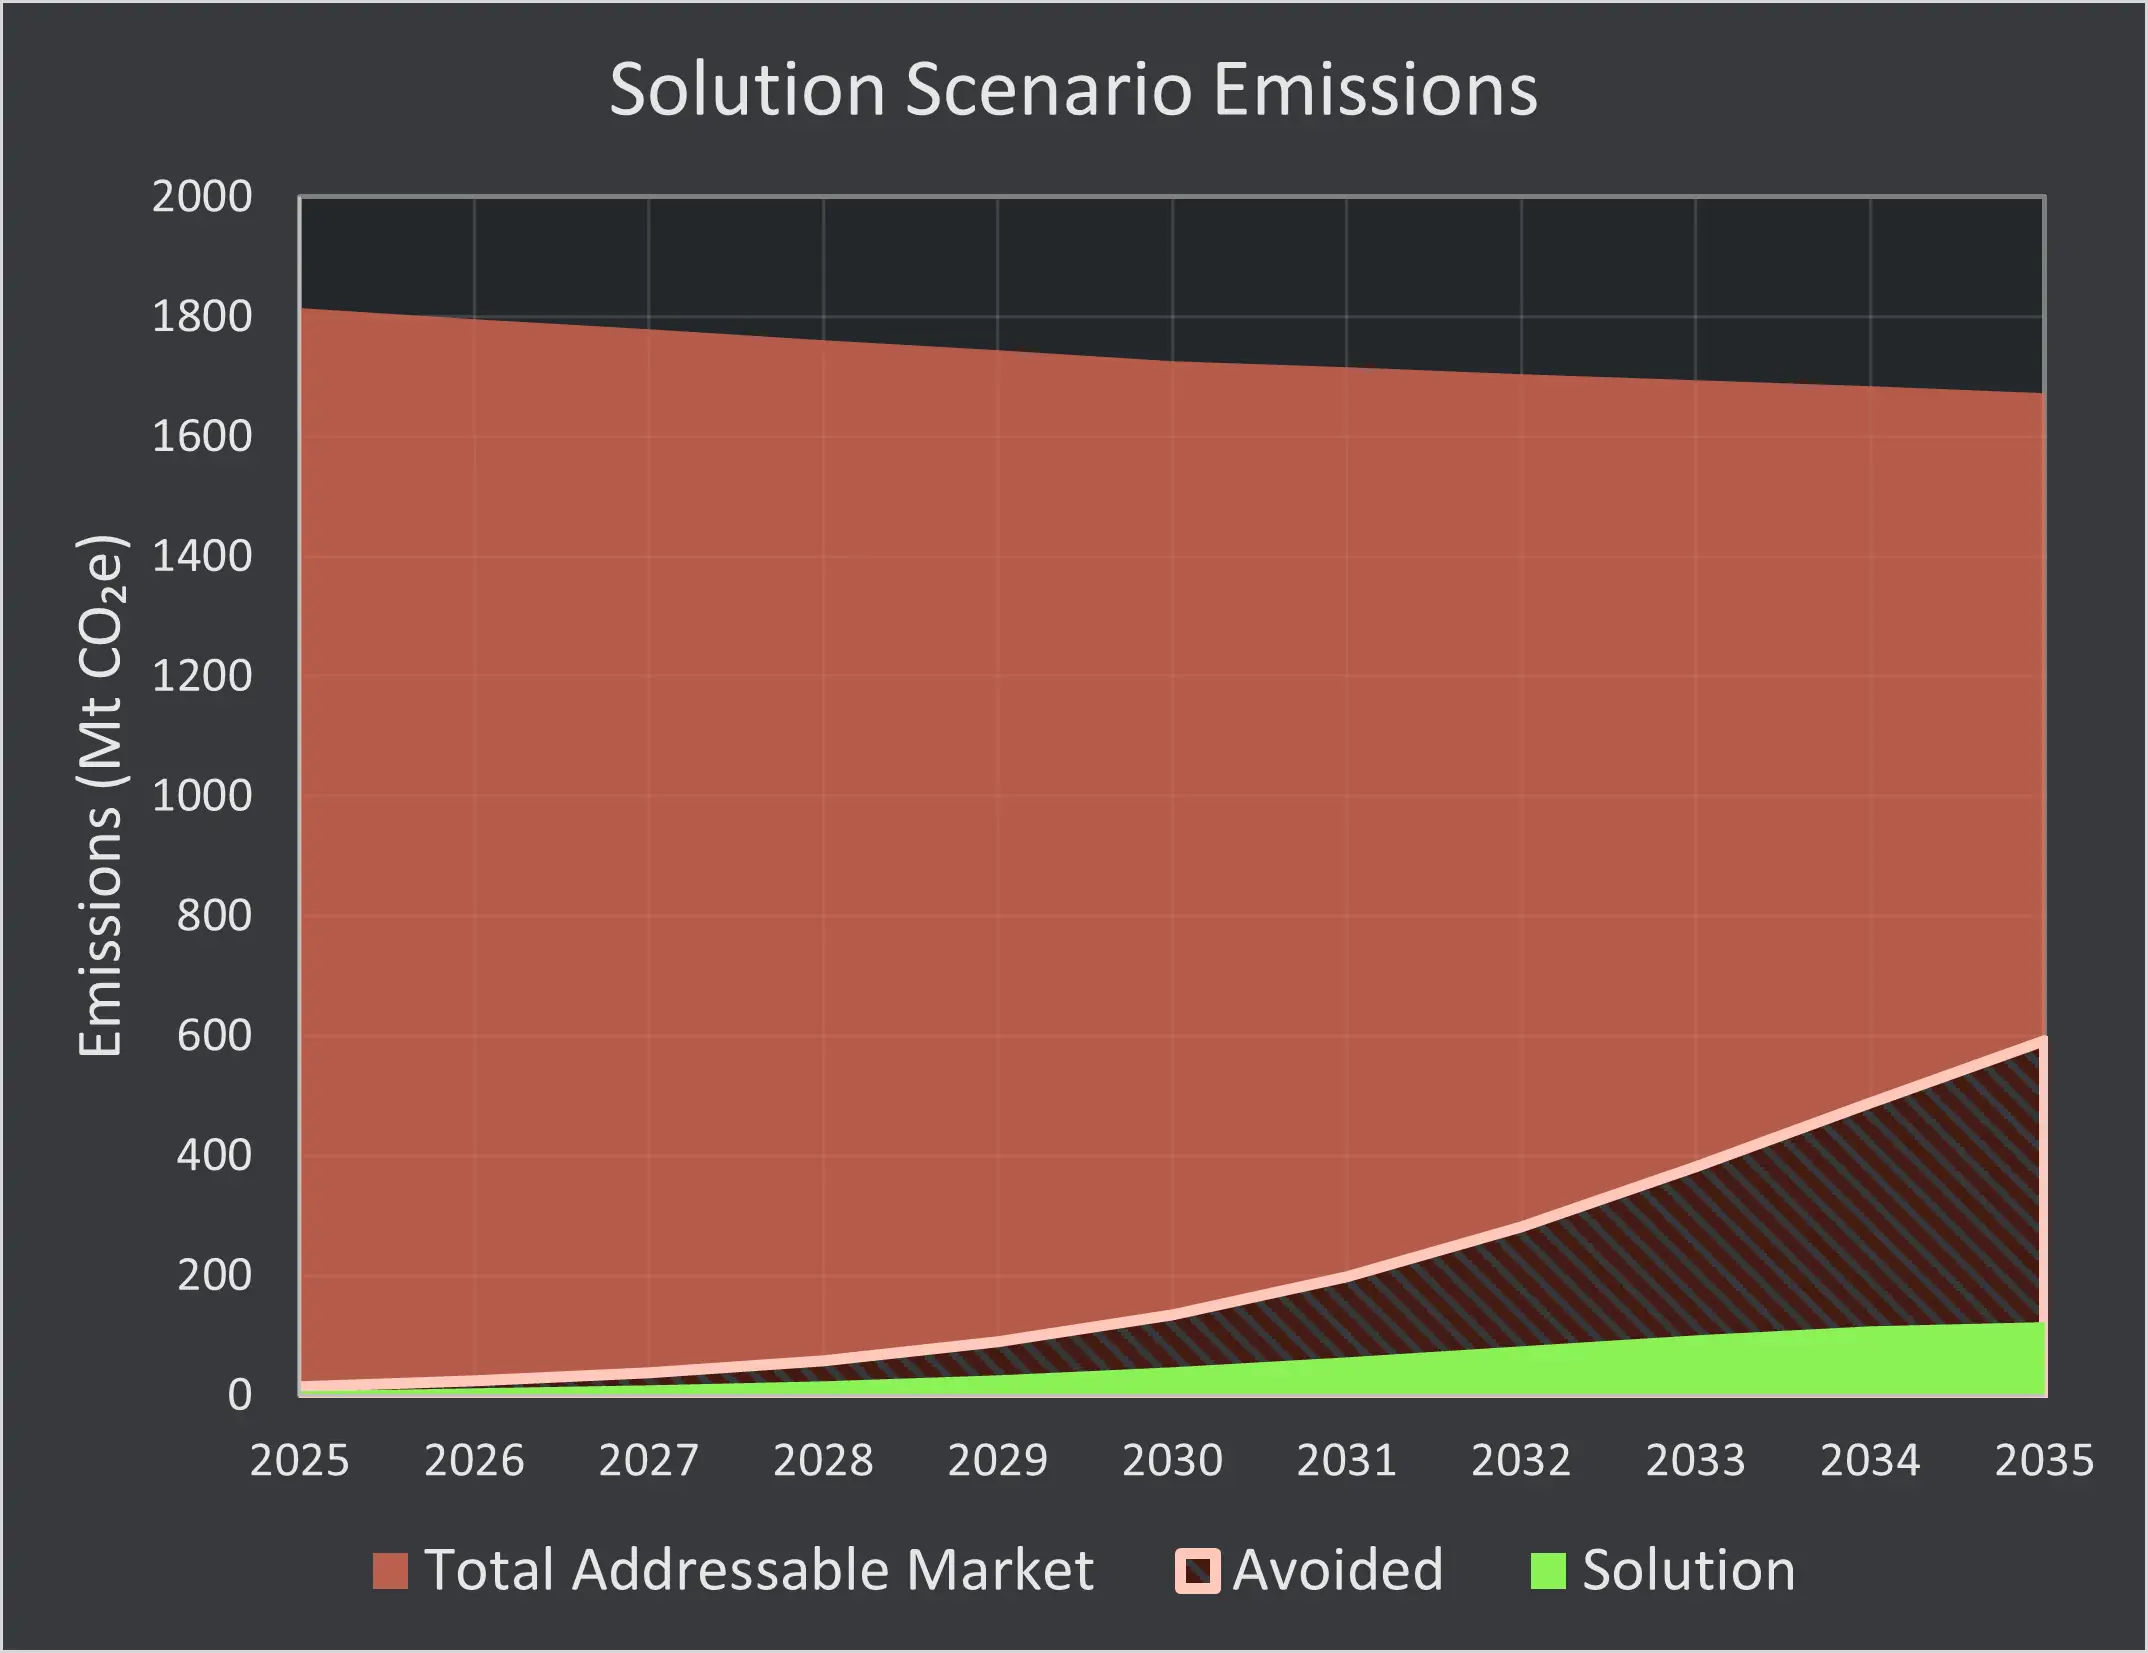 Solution Scenario Emissions
2000
1800
1600
1400
1200
1000
800
600
400
200
0
Emissions (Mt CO₂e)
2025 2026 2027 2028 2029 2030 2031 2032 2033 2034 2035
Total Addressable Market Avoided Solution